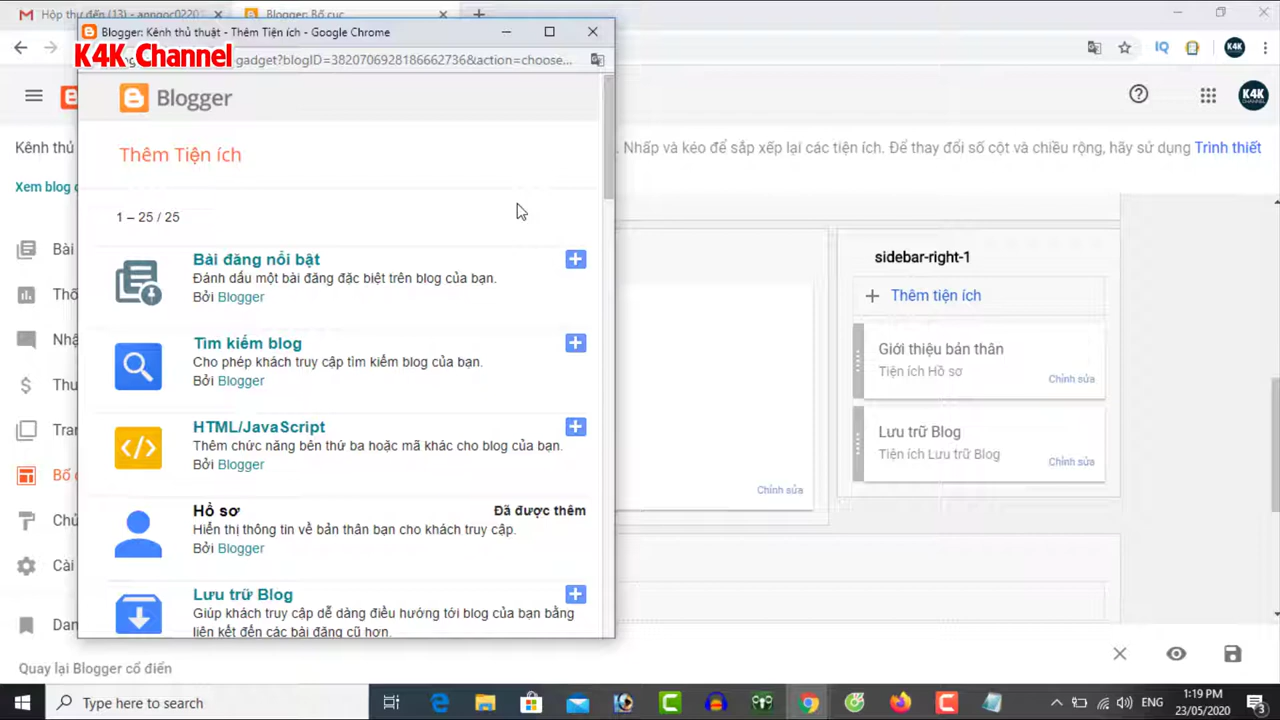 Hộp thư đến (13) - anngoc0220
Blogger: Bố cục
Blogger: Kênh thủ thuật - Thêm Tiện ích - Google Chrome
K4K Channel
gadget?blogID=3820706928186662736&action=choose...
IQ
K4K
Blogger
K4K
CHANNEL
Thêm Tiện ích
Kênh thủ
. Nhấp và kéo để sắp xếp lại các tiện ích. Để thay đổi số cột và chiều rộng, hãy sử dụng Trình thiết
Xem blog
1 – 25 / 25
Bài
Bài đăng nổi bật
Đánh dấu một bài đăng đặc biệt trên blog của bạn.
Bởi Blogger
sidebar-right-1
Thêm tiện ích
Thố
Nhậ
Tìm kiếm blog
Cho phép khách truy cập tìm kiếm blog của bạn.
Bởi Blogger
Giới thiệu bản thân
Tiện ích Hồ sơ
Chỉnh sửa
Thu
Tran
HTML/JavaScript
Thêm chức năng bên thứ ba hoặc mã khác cho blog của bạn.
Bởi Blogger
Lưu trữ Blog
Tiện ích Lưu trữ Blog
Chỉnh sửa
Bố
Chỉnh sửa
Hồ sơ
Đã được thêm
Hiển thị thông tin về bản thân bạn cho khách truy cập.
Bởi Blogger
Chủ
Cài
Lưu trữ Blog
Giúp khách truy cập dễ dàng điều hướng tới blog của bạn bằng
liên kết đến các bài đăng cũ hơn.
Dan
Quay lại Blogger cổ điển
Type here to search
ENG
1:19 PM
23/05/2020
3